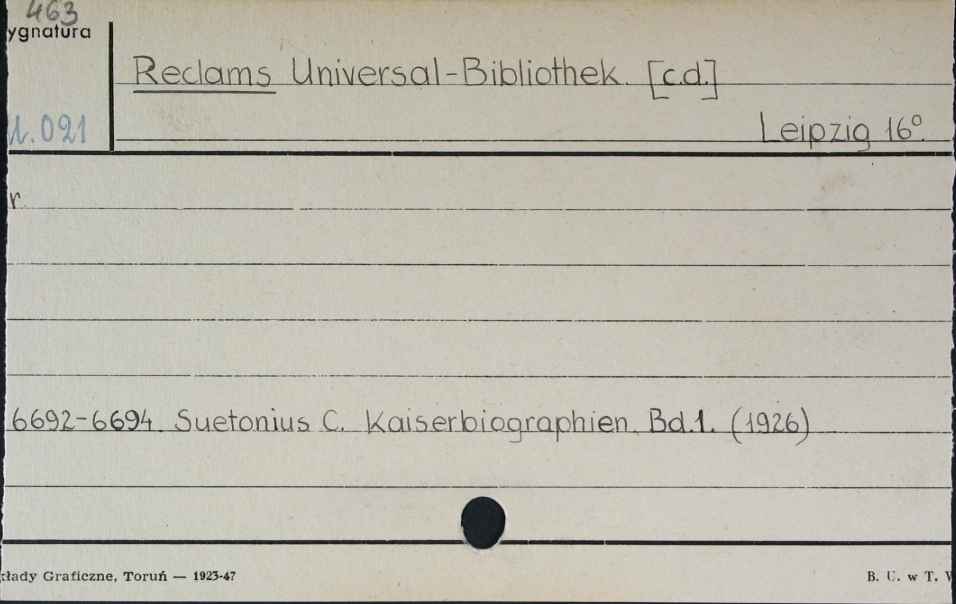 463
ygnatura
Reclams Universal-Bibliothek. [c.d.]
1.021
Leipzig 16°.
r
6692-6694 Suetonius C. Kaiserbiographien. Bd.1. (1926)
kłady Graficzne, Toruń — 1923-47
B. U. w T. W